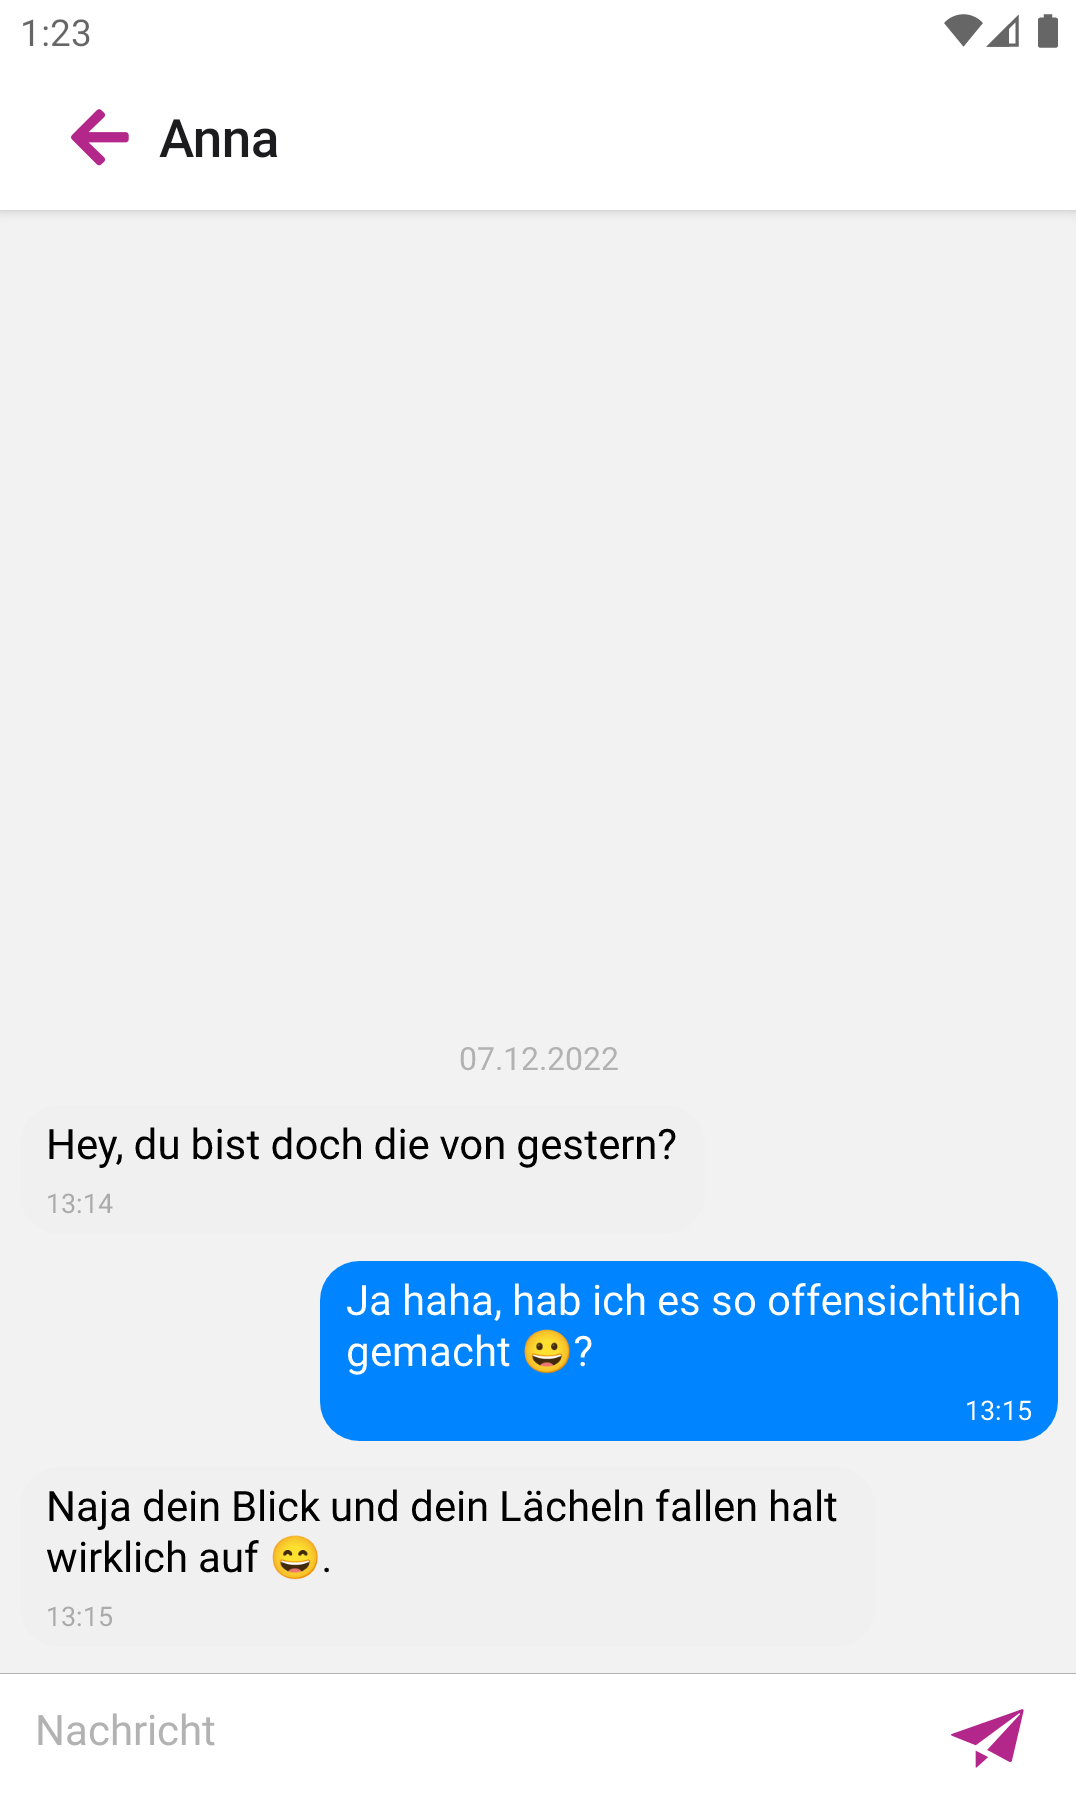 1:23
Anna
07.12.2022
Hey, du bist doch die von gestern?
13:14
Ja haha, hab ich es so offensichtlich
gemacht 😀?
13:15
Naja dein Blick und dein Lächeln fallen halt
wirklich auf 😄.
13:15
Nachricht